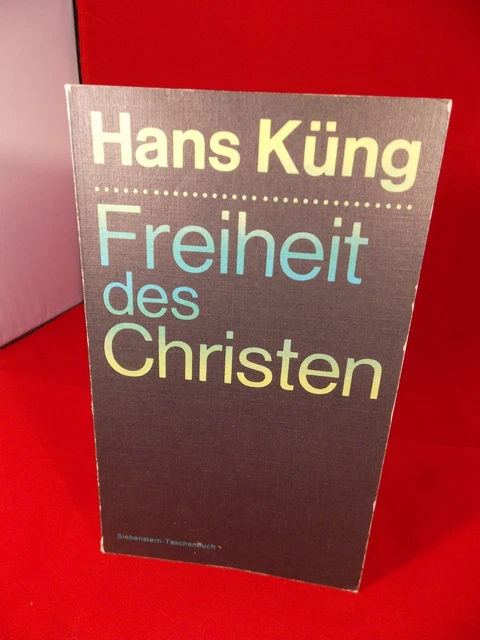 Hans Küng
Freiheit
des
Christen
Siebenstern-Taschenbuch